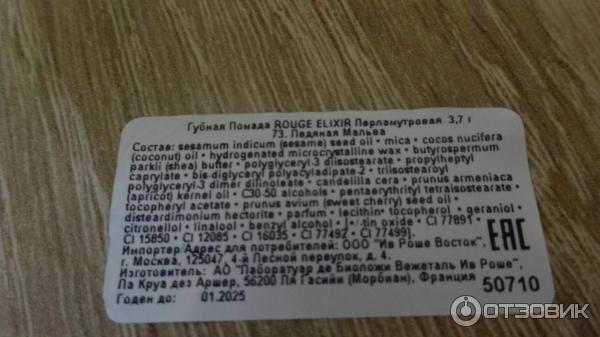 Губная Помада ROUGE ELIXIR Перламутровая 3,7 г
73. Ледяная Мальва
Состав: sesamum indicum (sesame) seed oil • mica • cocos nucifera
(coconut) oil • hydrogenated microcrystalline wax • butyrospermum
parkii (shea) butter • polyglyceryl-3 diisostearate • propylheptyl
caprylate • bis-diglyceryl polyacyladipate-2 • triisostearoyl
polyglyceryl-3 dimer dilinoleate • candelilla cera • prunus armeniaca
(apricot) kernel oil • C30-50 alcohols • pentaerythrityl tetraisostearate •
tocopheryl acetate • prunus avium (sweet cherry) seed oil •
disteardimonium hectorite • parfum • lecithin • tocopherol • geraniol •
citronellol • linalool • benzyl alcohol • [+/-tin oxide • CI 77891 •
CI 15850 • CI 12085 • CI 16035 • CI 77492 • CI 77499].
Импортер/Адрес для потребителей: ООО "Ив Роше Восток",
г. Москва, 125047, 4-й Лесной переулок, д. 4.
Изготовитель: АО "Лаборатуар де Биоложи Вежеталь Ив Роше",
Ла Круа дез Аршер, 56200 Ля Гасийи (Морбиан), Франция
EAC
50710
Годен до: 01.2025
ОТЗОВИК